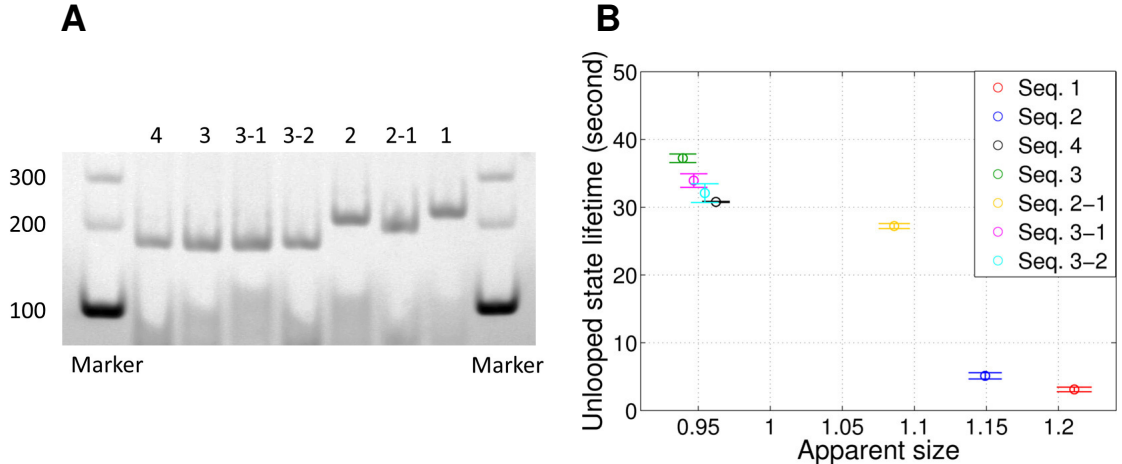 A
4 3 3-1 3-2 2 2-1 1
300
200
100
Marker Marker
B
Unlooped state lifetime (second)
50
40
30
20
10
0
0.95 1 1.05 1.1 1.15 1.2
Apparent size
Seq. 1
Seq. 2
Seq. 4
Seq. 3
Seq. 2−1
Seq. 3−1
Seq. 3−2